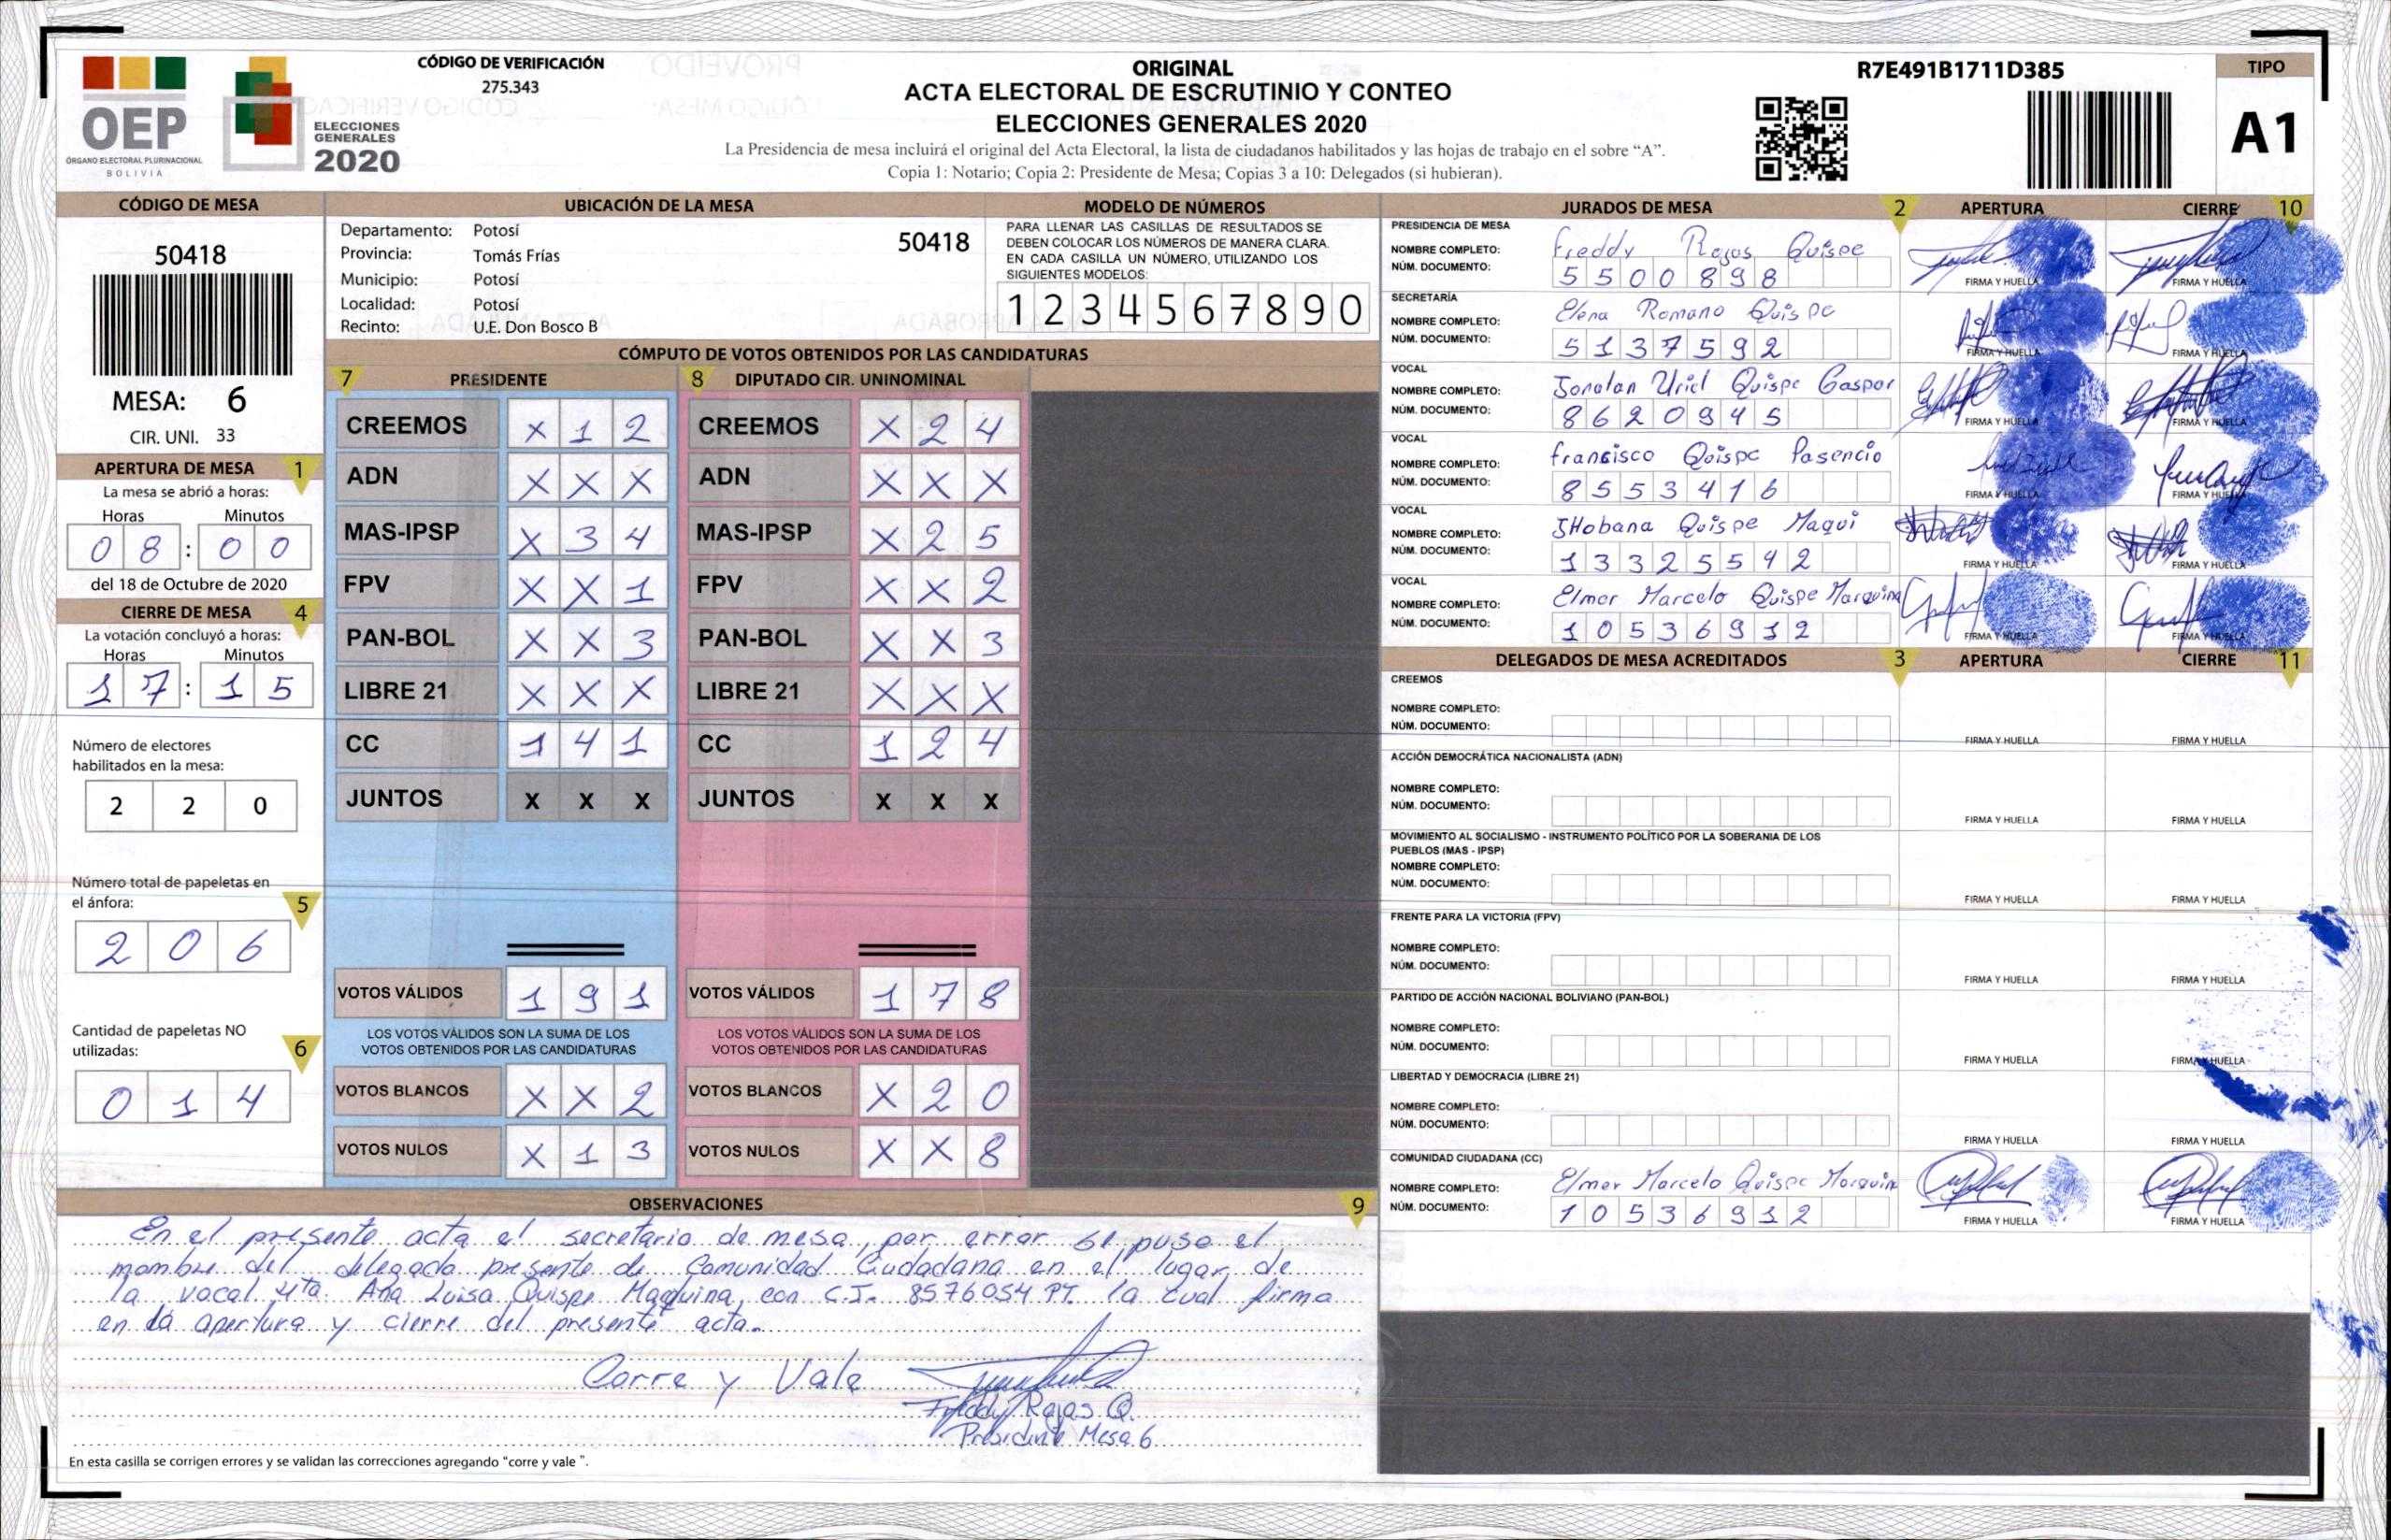 OEP
ÓRGANO ELECTORAL PLURINACIONAL
BOLIVIA
ELECCIONES
GENERALES
2020
CÓDIGO DE VERIFICACIÓN
275.343
ORIGINAL
ACTA ELECTORAL DE ESCRUTINIO Y CONTEO
ELECCIONES GENERALES 2020
La Presidencia de mesa incluirá el original del Acta Electoral, la lista de ciudadanos habilitados y las hojas de trabajo en el sobre “A”.
Copia 1: Notario; Copia 2: Presidente de Mesa; Copias 3 a 10: Delegados (si hubieran).
R7E491B1711D385
TIPO
A1
CÓDIGO DE MESA
50418
MESA: 6
CIR. UNI. 33
APERTURA DE MESA 1
La mesa se abrió a horas:
Horas Minutos
08:00
del 18 de Octubre de 2020
CIERRE DE MESA 4
La votación concluyó a horas:
Horas Minutos
17:15
Número de electores
habilitados en la mesa:
220
Número total de papeletas en
el ánfora: 5
206
Cantidad de papeletas NO
utilizadas: 6
014
UBICACIÓN DE LA MESA
Departamento: Potosí
Provincia: Tomás Frías
Municipio: Potosí
Localidad: Potosí
Recinto: U.E. Don Bosco B
50418
MODELO DE NÚMEROS
PARA LLENAR LAS CASILLAS DE RESULTADOS SE
DEBEN COLOCAR LOS NÚMEROS DE MANERA CLARA.
EN CADA CASILLA UN NÚMERO, UTILIZANDO LOS
SIGUIENTES MODELOS:
1 2 3 4 5 6 7 8 9 0
CÓMPUTO DE VOTOS OBTENIDOS POR LAS CANDIDATURAS
7 PRESIDENTE
CREEMOS X 1 2
ADN X X X
MAS-IPSP X 3 4
FPV X X 1
PAN-BOL X X 3
LIBRE 21 X X X
CC 1 4 1
JUNTOS X X X
VOTOS VÁLIDOS 1 9 1
LOS VOTOS VÁLIDOS SON LA SUMA DE LOS
VOTOS OBTENIDOS POR LAS CANDIDATURAS
VOTOS BLANCOS X X 2
VOTOS NULOS X 1 3
8 DIPUTADO CIR. UNINOMINAL
CREEMOS X 2 4
ADN X X X
MAS-IPSP X 2 5
FPV X X 2
PAN-BOL X X 3
LIBRE 21 X X X
CC 1 2 4
JUNTOS X X X
VOTOS VÁLIDOS 1 7 8
LOS VOTOS VÁLIDOS SON LA SUMA DE LOS
VOTOS OBTENIDOS POR LAS CANDIDATURAS
VOTOS BLANCOS X 2 0
VOTOS NULOS X X 8
OBSERVACIONES 9
En el presente acta el secretario de mesa, por error se puso el
nombre del delegado presente de Comunidad Ciudadana en el lugar de
la vocal 4ta. Ana Luisa Quispe Maquina, con C.I. 8576054 PT. la cual firma
en la apertura y cierre del presente acta.
Corre y Vale
Freddy Rojas Q.
Presidente Mesa 6
En esta casilla se corrigen errores y se validan las correcciones agregando “corre y vale ”.
JURADOS DE MESA 2 APERTURA CIERRE 10
PRESIDENCIA DE MESA
NOMBRE COMPLETO: Freddy Rojas Quispe
NÚM. DOCUMENTO: 5500898
FIRMA Y HUELLA FIRMA Y HUELLA
SECRETARÍA
NOMBRE COMPLETO: Elena Romano Quispe
NÚM. DOCUMENTO: 5137592
FIRMA Y HUELLA FIRMA Y HUELLA
VOCAL
NOMBRE COMPLETO: Jonatan Uriel Quispe Gaspar
NÚM. DOCUMENTO: 8620945
FIRMA Y HUELLA FIRMA Y HUELLA
VOCAL
NOMBRE COMPLETO: Francisco Quispe Pasencio
NÚM. DOCUMENTO: 8553416
FIRMA Y HUELLA FIRMA Y HUELLA
VOCAL
NOMBRE COMPLETO: JHobana Quispe Maqui
NÚM. DOCUMENTO: 13325542
FIRMA Y HUELLA FIRMA Y HUELLA
VOCAL
NOMBRE COMPLETO: Elmer Marcelo Quispe Marquina
NÚM. DOCUMENTO: 10536912
FIRMA Y HUELLA FIRMA Y HUELLA
DELEGADOS DE MESA ACREDITADOS 3 APERTURA CIERRE 11
CREEMOS
NOMBRE COMPLETO:
NÚM. DOCUMENTO:
FIRMA Y HUELLA FIRMA Y HUELLA
ACCIÓN DEMOCRÁTICA NACIONALISTA (ADN)
NOMBRE COMPLETO:
NÚM. DOCUMENTO:
FIRMA Y HUELLA FIRMA Y HUELLA
MOVIMIENTO AL SOCIALISMO - INSTRUMENTO POLÍTICO POR LA SOBERANIA DE LOS
PUEBLOS (MAS - IPSP)
NOMBRE COMPLETO:
NÚM. DOCUMENTO:
FIRMA Y HUELLA FIRMA Y HUELLA
FRENTE PARA LA VICTORIA (FPV)
NOMBRE COMPLETO:
NÚM. DOCUMENTO:
FIRMA Y HUELLA FIRMA Y HUELLA
PARTIDO DE ACCIÓN NACIONAL BOLIVIANO (PAN-BOL)
NOMBRE COMPLETO:
NÚM. DOCUMENTO:
FIRMA Y HUELLA FIRMA Y HUELLA
LIBERTAD Y DEMOCRACIA (LIBRE 21)
NOMBRE COMPLETO:
NÚM. DOCUMENTO:
FIRMA Y HUELLA FIRMA Y HUELLA
COMUNIDAD CIUDADANA (CC)
NOMBRE COMPLETO: Elmer Marcelo Quispe Marquin
NÚM. DOCUMENTO: 10536912
FIRMA Y HUELLA FIRMA Y HUELLA